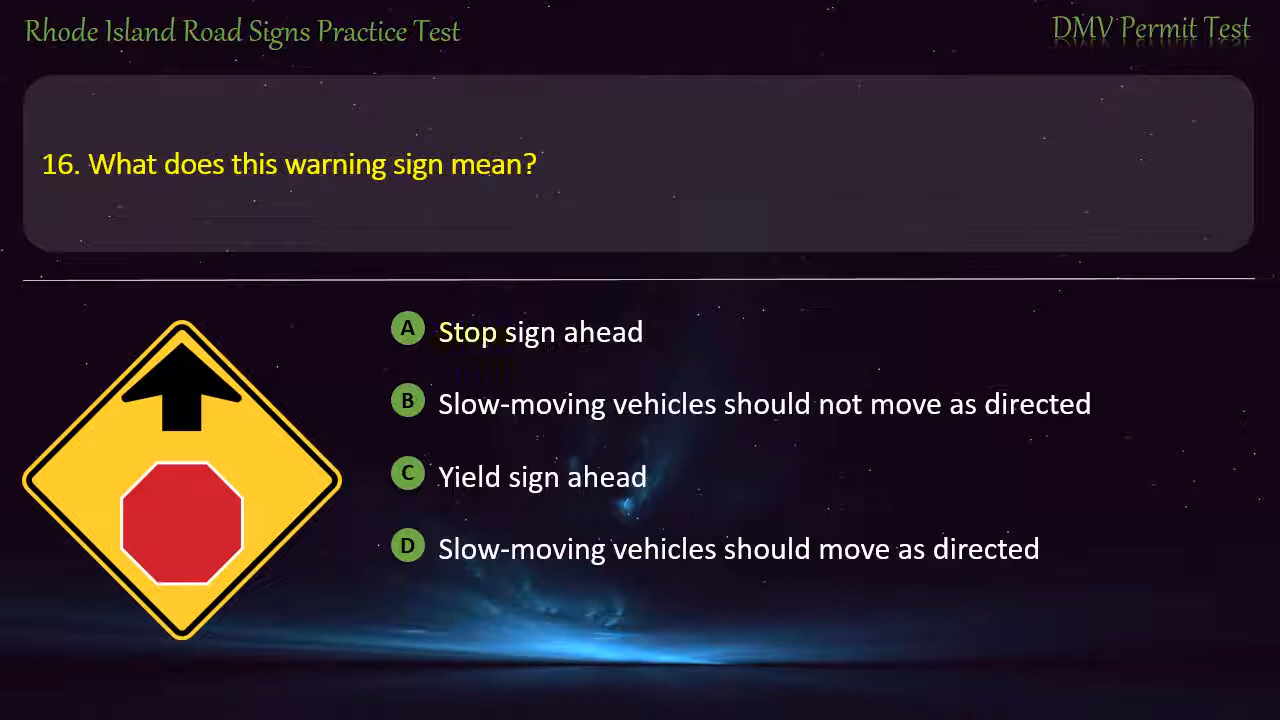 Rhode Island Road Signs Practice Test
DMV Permit Test
16. What does this warning sign mean?
A Stop sign ahead
B Slow-moving vehicles should not move as directed
C Yield sign ahead
D Slow-moving vehicles should move as directed